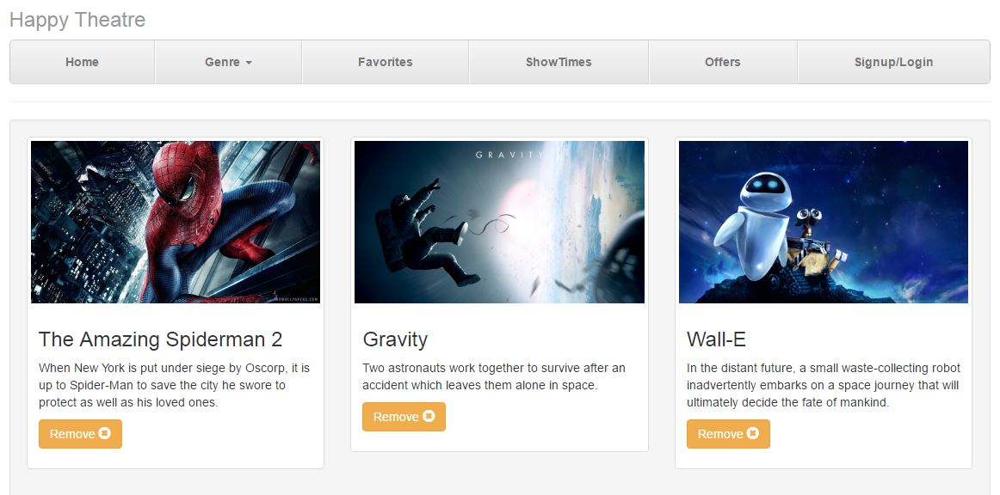 Happy Theatre
Home Genre Favorites ShowTimes Offers Signup/Login
GRAVITY
The Amazing Spiderman 2
When New York is put under siege by Oscorp, it is
up to Spider-Man to save the city he swore to
protect as well as his loved ones.
Remove
Gravity
Two astronauts work together to survive after an
accident which leaves them alone in space.
Remove
Wall-E
In the distant future, a small waste-collecting robot
inadvertently embarks on a space journey that will
ultimately decide the fate of mankind.
Remove